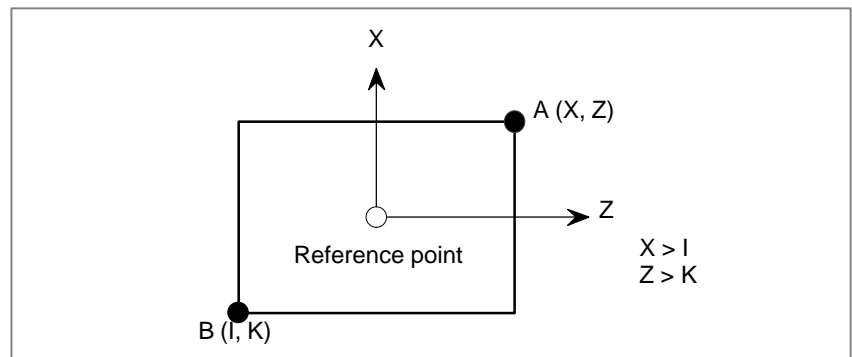 X
A (X, Z)
Z
Reference point
X > I
Z > K
B (I, K)